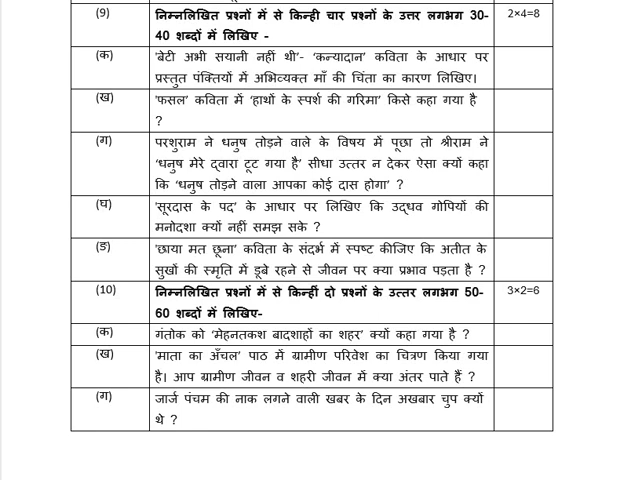 (9) निम्नलिखित प्रश्नों में से किन्ही चार प्रश्नों के उत्तर लगभग 30- 2×4=8
40 शब्दों में लिखिए -
(क) 'बेटी अभी सयानी नहीं थी'- 'कन्यादान' कविता के आधार पर
प्रस्तुत पंक्तियों में अभिव्यक्त माँ की चिंता का कारण लिखिए।
(ख) 'फसल' कविता में 'हाथों के स्पर्श की गरिमा' किसे कहा गया है
?
(ग) परशुराम ने धनुष तोड़ने वाले के विषय में पूछा तो श्रीराम ने
'धनुष मेरे द्वारा टूट गया है' सीधा उत्तर न देकर ऐसा क्यों कहा
कि 'धनुष तोड़ने वाला आपका कोई दास होगा' ?
(घ) 'सूरदास के पद' के आधार पर लिखिए कि उद्धव गोपियों की
मनोदशा क्यों नहीं समझ सके ?
(ङ) 'छाया मत छूना' कविता के संदर्भ में स्पष्ट कीजिए कि अतीत के
सुखों की स्मृति में डूबे रहने से जीवन पर क्या प्रभाव पड़ता है ?
(10) निम्नलिखित प्रश्नों में से किन्हीं दो प्रश्नों के उत्तर लगभग 50- 3×2=6
60 शब्दों में लिखिए-
(क) गंतोक को 'मेहनतकश बादशाहों का शहर' क्यों कहा गया है ?
(ख) 'माता का अँचल' पाठ में ग्रामीण परिवेश का चित्रण किया गया
है। आप ग्रामीण जीवन व शहरी जीवन में क्या अंतर पाते हैं ?
(ग) जार्ज पंचम की नाक लगने वाली खबर के दिन अखबार चुप क्यों
थे ?